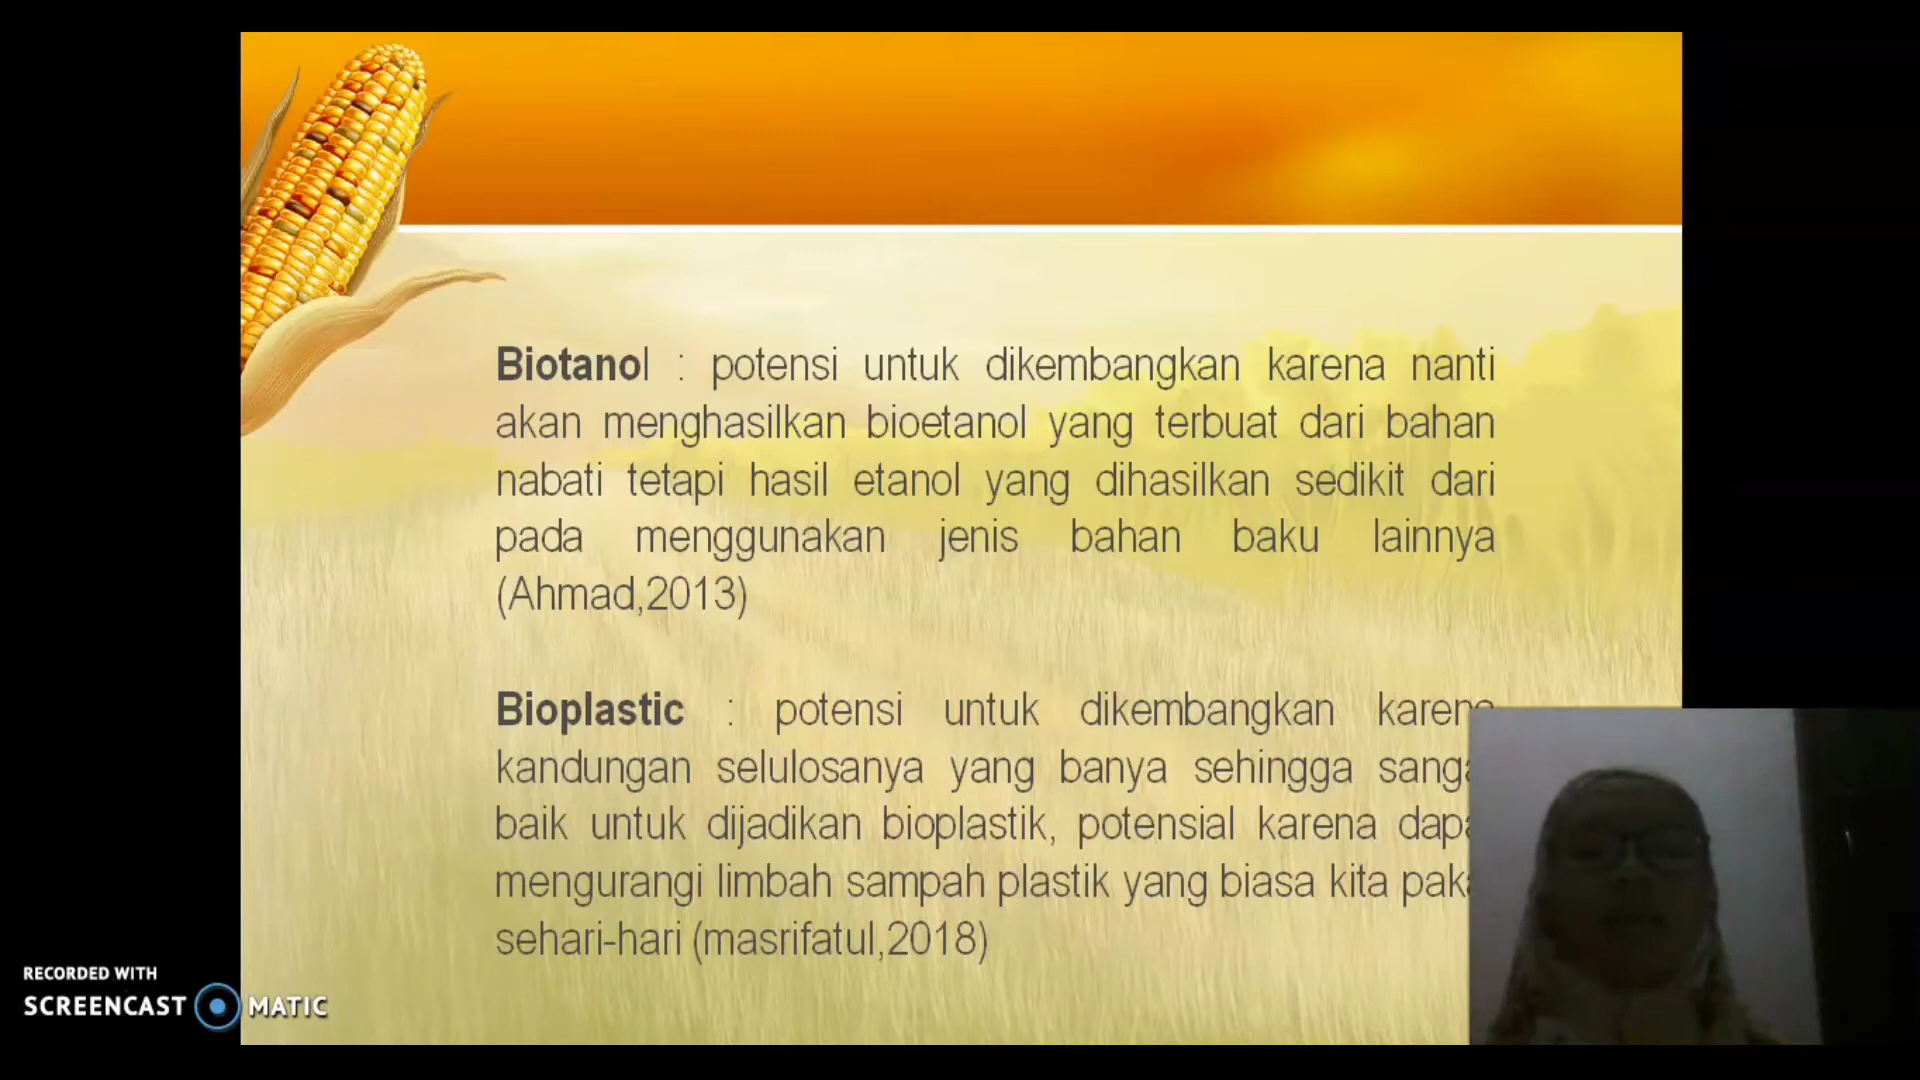 Biotanol : potensi untuk dikembangkan karena nanti
akan menghasilkan bioetanol yang terbuat dari bahan
nabati tetapi hasil etanol yang dihasilkan sedikit dari
pada menggunakan jenis bahan baku lainnya
(Ahmad,2013)
Bioplastic : potensi untuk dikembangkan karena
kandungan selulosanya yang banya sehingga
baik untuk dijadikan bioplastik, potensial karena
mengurangi limbah sampah plastik yang biasa kita
sehari-hari (masrifatul,2018)
RECORDED WITH
SCREENCAST MATIC